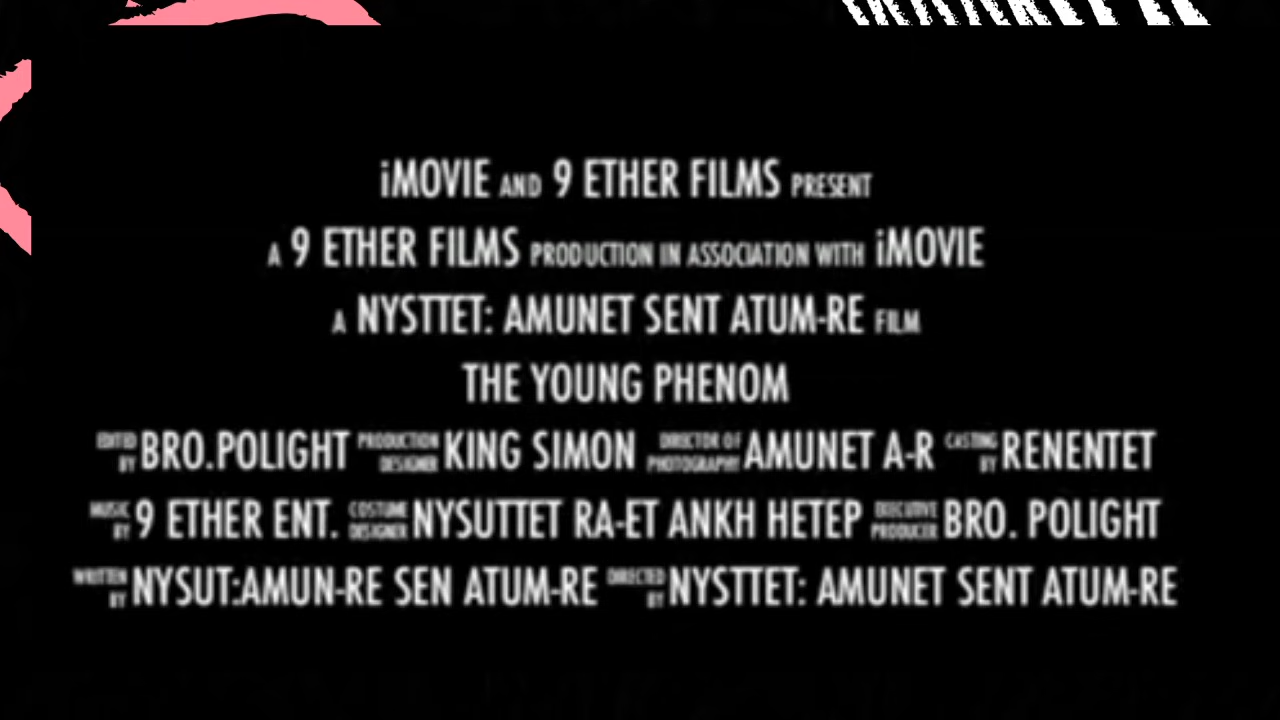 iMOVIE AND 9 ETHER FILMS PRESENT
A 9 ETHER FILMS PRODUCTION IN ASSOCIATION WITH iMOVIE
A NYSTTET: AMUNET SENT ATUM-RE FILM
THE YOUNG PHENOM
EDITED BY BRO.POLIGHT PRODUCTION DESIGNER KING SIMON DIRECTOR OF PHOTOGRAPHY AMUNET A-R CASTING BY RENENTET
MUSIC BY 9 ETHER ENT. COSTUME DESIGNER NYSUTTET RA-ET ANKH HETEP EXECUTIVE PRODUCER BRO. POLIGHT
WRITTEN BY NYSUT:AMUN-RE SEN ATUM-RE DIRECTED BY NYSTTET: AMUNET SENT ATUM-RE